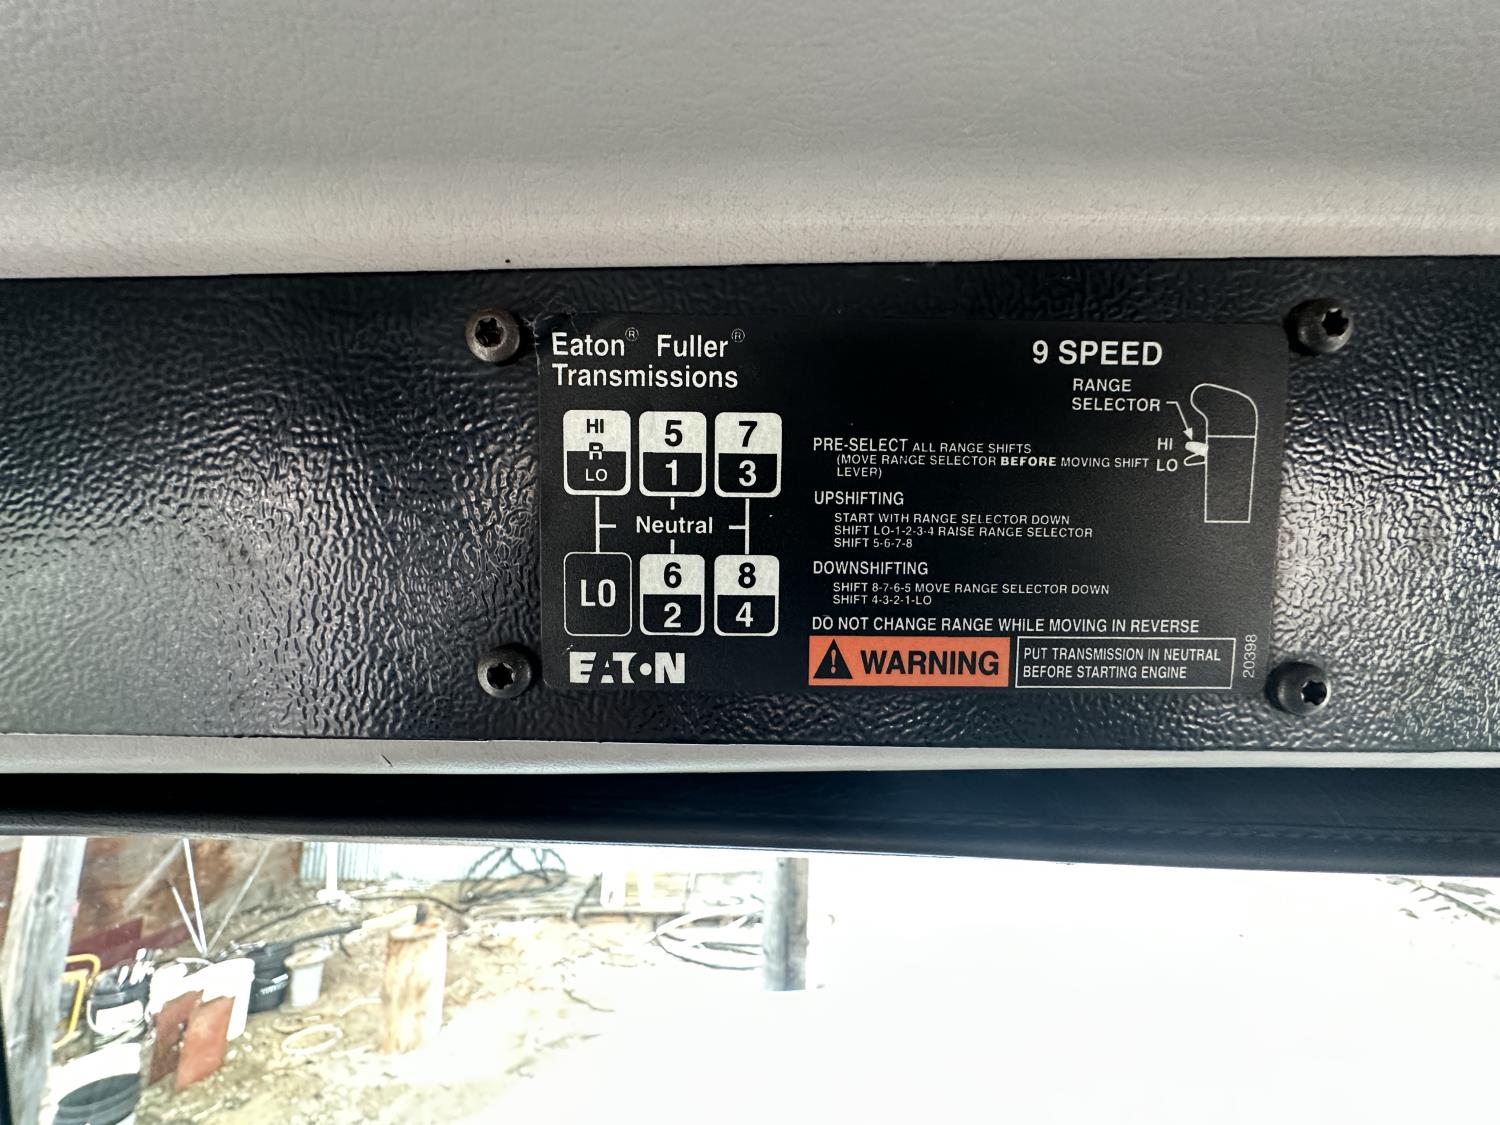 Eaton® Fuller®
Transmissions
9 SPEED
RANGE
SELECTOR
HI
LO
HI
R
LO
5
1
7
3
Neutral
LO
6
2
8
4
EATON
PRE-SELECT ALL RANGE SHIFTS
(MOVE RANGE SELECTOR BEFORE MOVING SHIFT
LEVER)
UPSHIFTING
START WITH RANGE SELECTOR DOWN
SHIFT LO-1-2-3-4 RAISE RANGE SELECTOR
SHIFT 5-6-7-8
DOWNSHIFTING
SHIFT 8-7-6-5 MOVE RANGE SELECTOR DOWN
SHIFT 4-3-2-1-LO
DO NOT CHANGE RANGE WHILE MOVING IN REVERSE
WARNING
PUT TRANSMISSION IN NEUTRAL
BEFORE STARTING ENGINE
20398